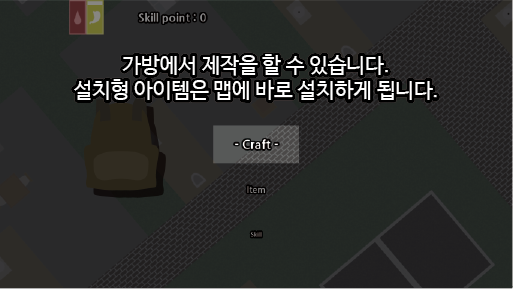 Skill point : 0
가방에서 제작을 할 수 있습니다.
설치형 아이템은 맵에 바로 설치하게 됩니다.
- Craft -
Item
Skill